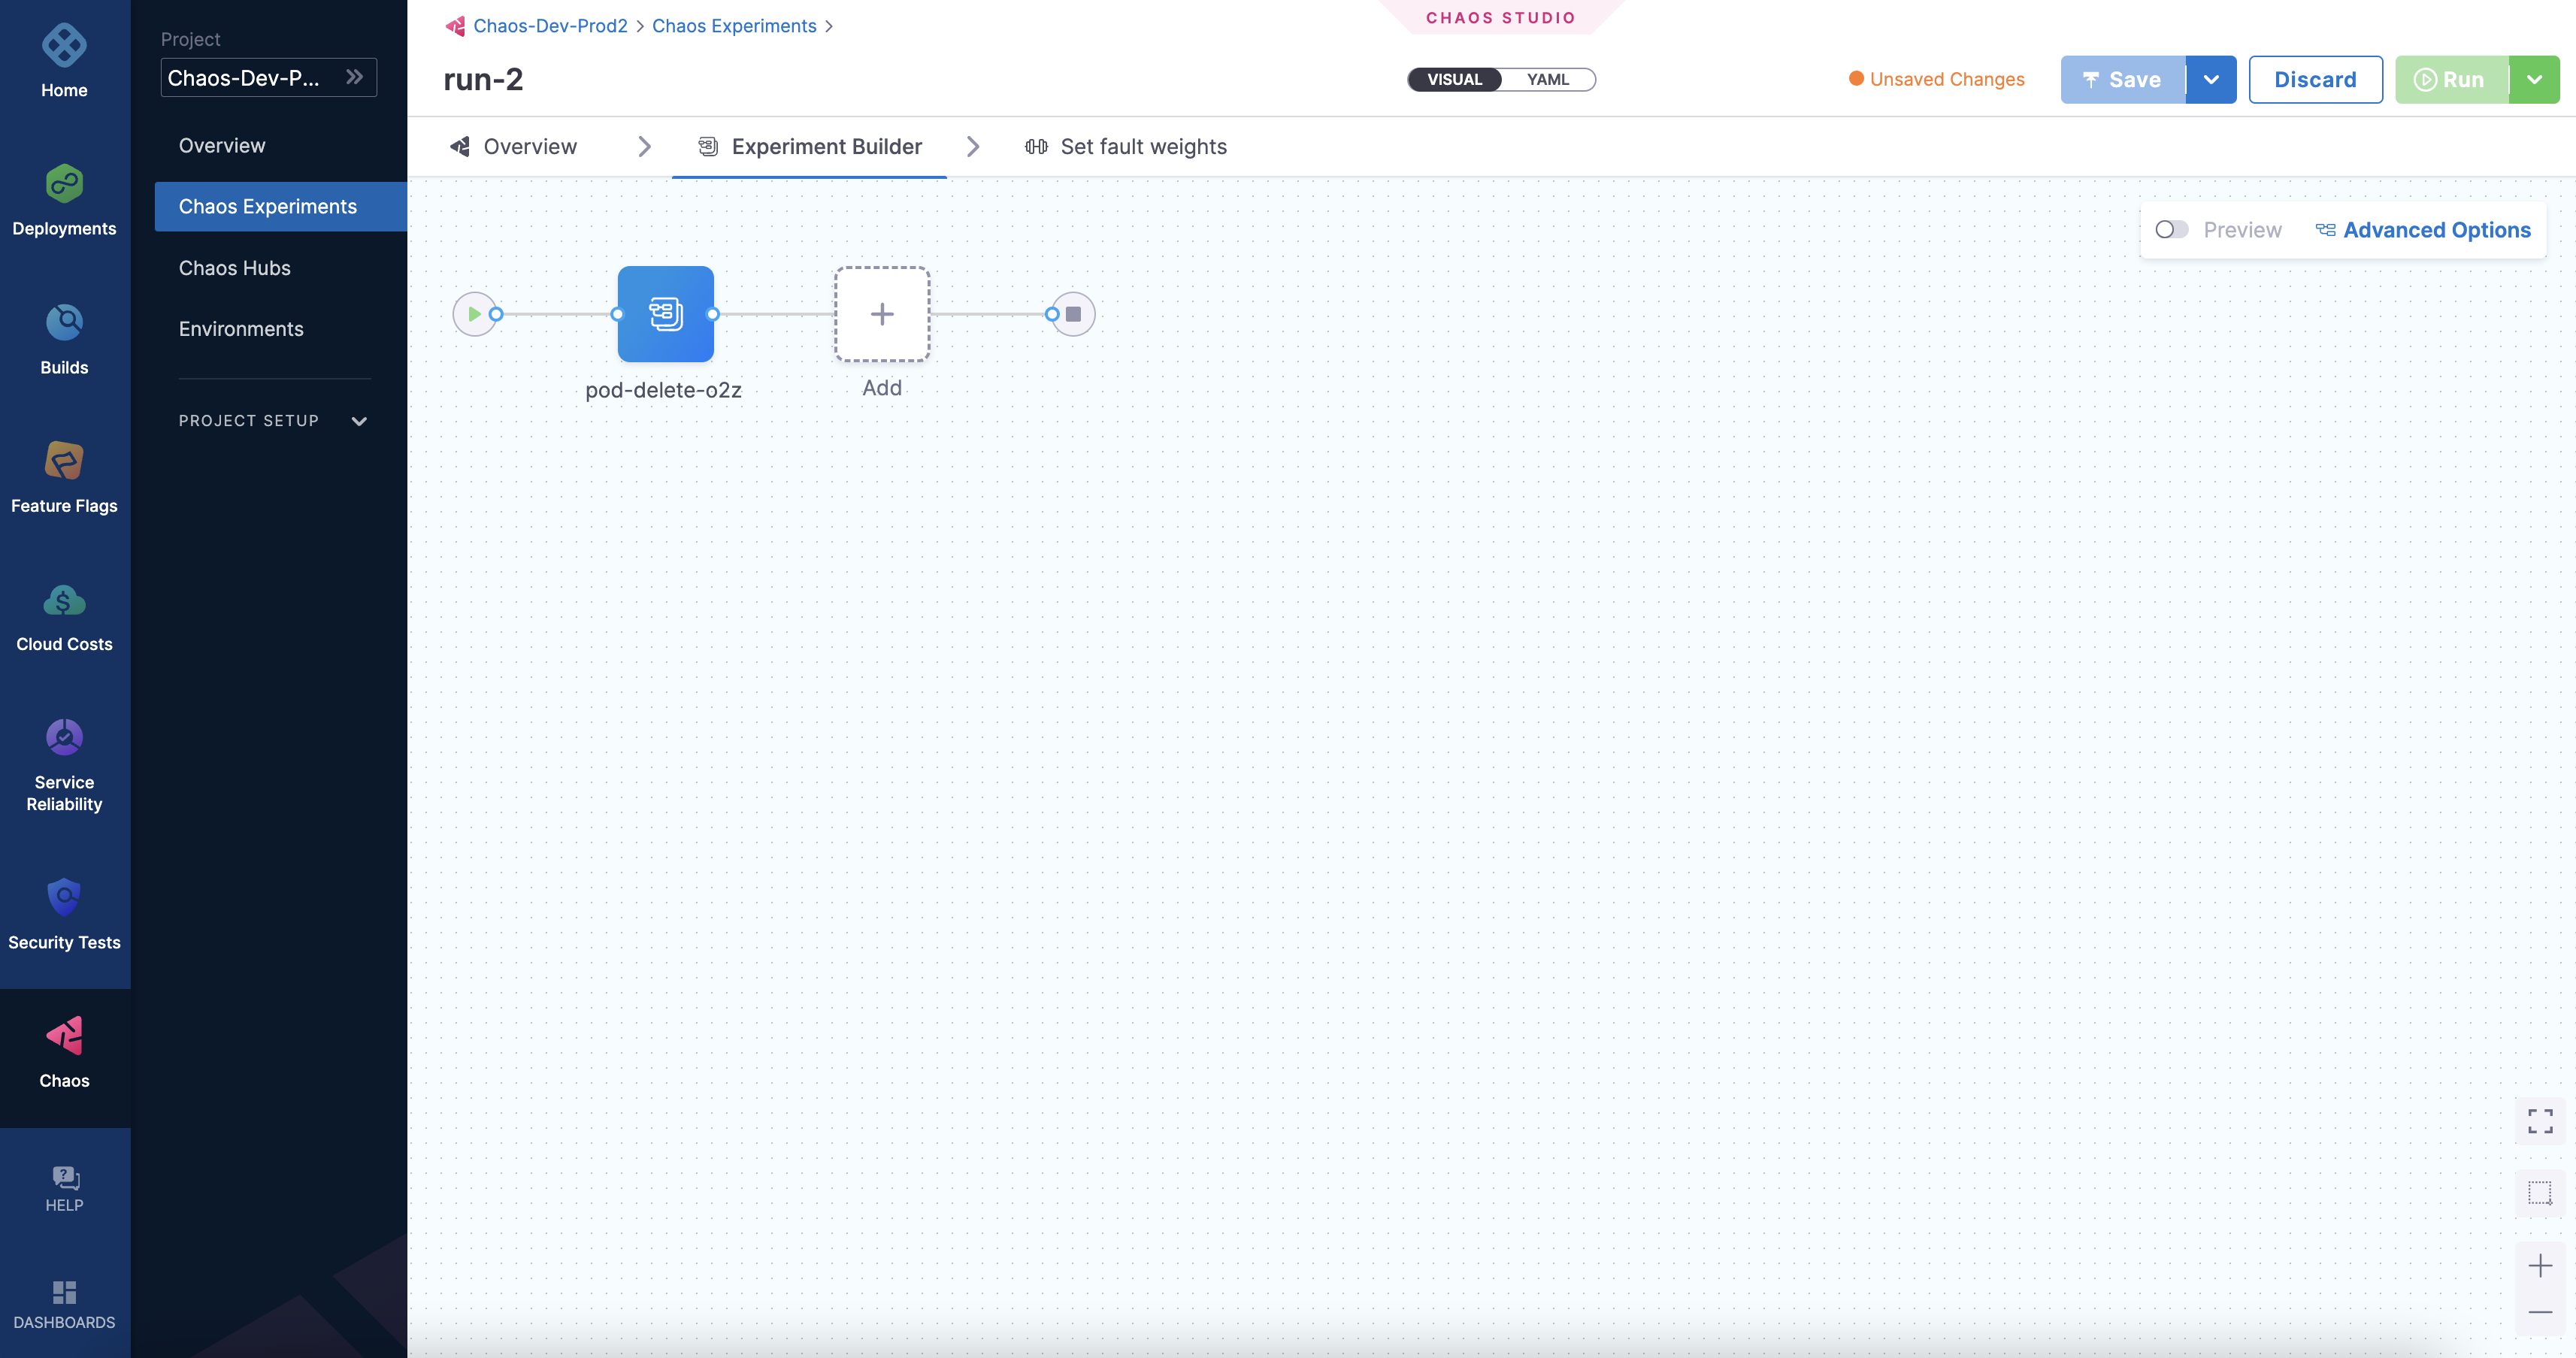 Home
Deployments
Builds
Feature Flags
Cloud Costs
Service
Reliability
Security Tests
Chaos
HELP
DASHBOARDS
Project
Chaos-Dev-P...
Overview
Chaos Experiments
Chaos Hubs
Environments
PROJECT SETUP
Chaos-Dev-Prod2 > Chaos Experiments >
CHAOS STUDIO
run-2
VISUAL YAML
Unsaved Changes
Save
Discard
Run
Overview
Experiment Builder
Set fault weights
Preview
Advanced Options
pod-delete-o2z
Add